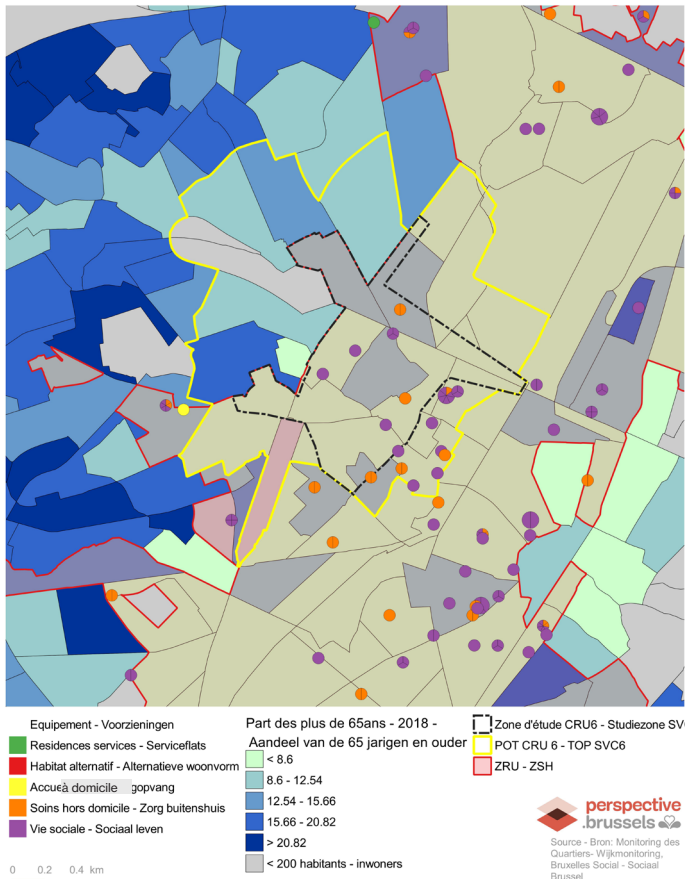 Equipement - Voorzieningen
Residences services - Serviceflats
Habitat alternatif - Alternatieve woonvorm
Accue à domicile gopvang
Soins hors domicile - Zorg buitenshuis
Vie sociale - Sociaal leven
0 0.2 0.4 km
Part des plus de 65ans - 2018 -
Aandeel van de 65 jarigen en ouder
< 8.6
8.6 - 12.54
12.54 - 15.66
15.66 - 20.82
> 20.82
< 200 habitants - inwoners
Zone d'étude CRU6 - Studiezone SV
POT CRU 6 - TOP SVC6
ZRU - ZSH
perspective
.brussels
Source - Bron: Monitoring des
Quartiers- Wijkmonitoring,
Bruxelles Social - Sociaal
Brussel